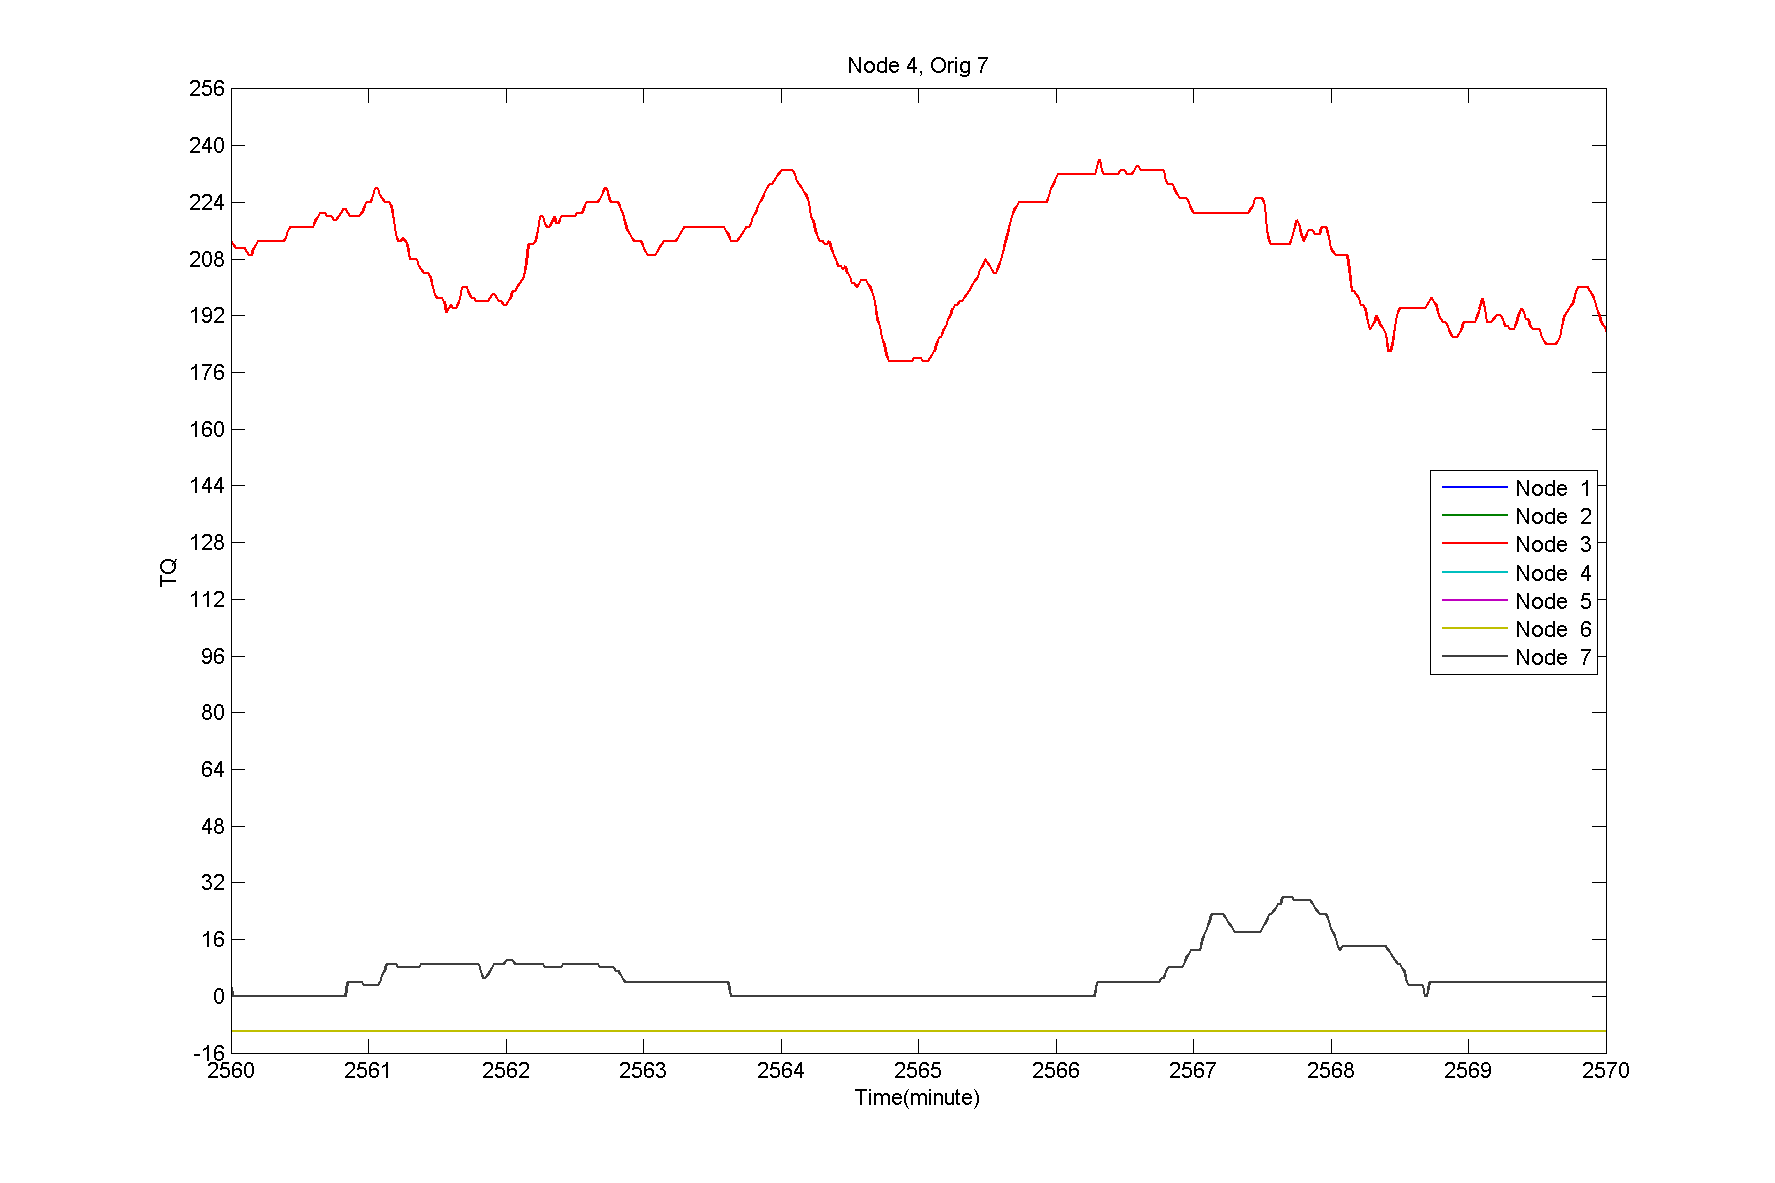 Node 4, Orig 7
256
240
224
208
192
176
160
144
128
112
96
80
64
48
32
16
0
-16
TQ
Node 1
Node 2
Node 3
Node 4
Node 5
Node 6
Node 7
2560 2561 2562 2563 2564 2565 2566 2567 2568 2569 2570
Time(minute)